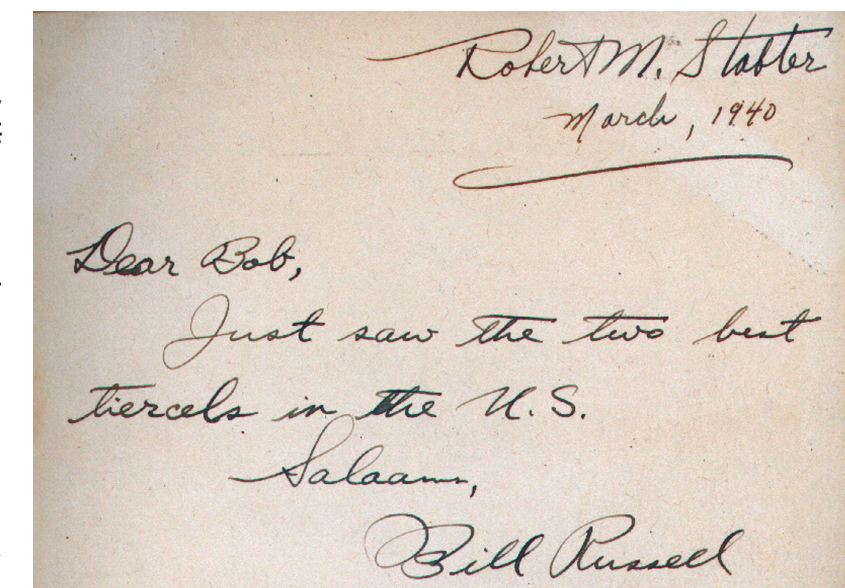 Robert M. Stabler
March, 1940
Dear Bob,
Just saw the two best
tiercels in the U.S.
Salaams,
Bill Russell